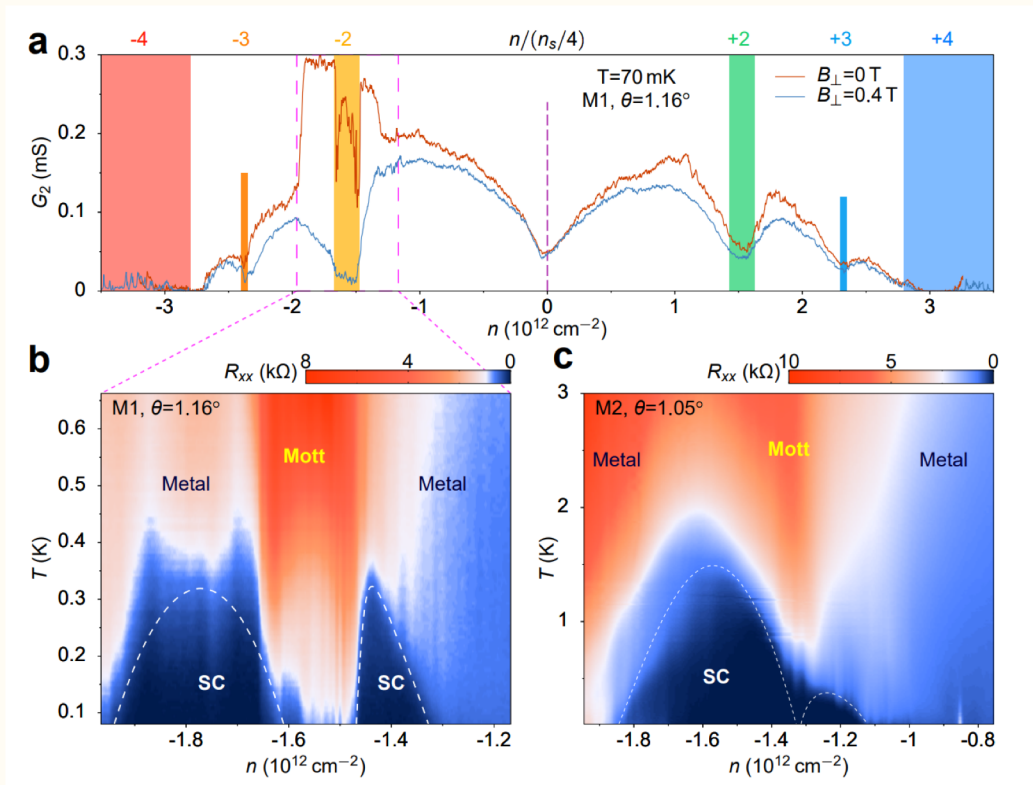 a
-4 -3 -2 n/(nₛ/4) +2 +3 +4
0.3
0.2
0.1
0
G₂ (mS)
T=70 mK
M1, θ=1.16°
B⊥=0 T
B⊥=0.4 T
-3 -2 -1 0 1 2 3
n (10¹² cm⁻²)
b
Rxx (kΩ) 8 4 0
M1, θ=1.16°
0.6
0.5
0.4
0.3
0.2
0.1
T (K)
Metal
Mott
Metal
SC
SC
-1.8 -1.6 -1.4 -1.2
n (10¹² cm⁻²)
c
Rxx (kΩ) 10 5 0
M2, θ=1.05°
3
2
1
T (K)
Metal
Mott
Metal
SC
-1.8 -1.6 -1.4 -1.2 -1 -0.8
n (10¹² cm⁻²)